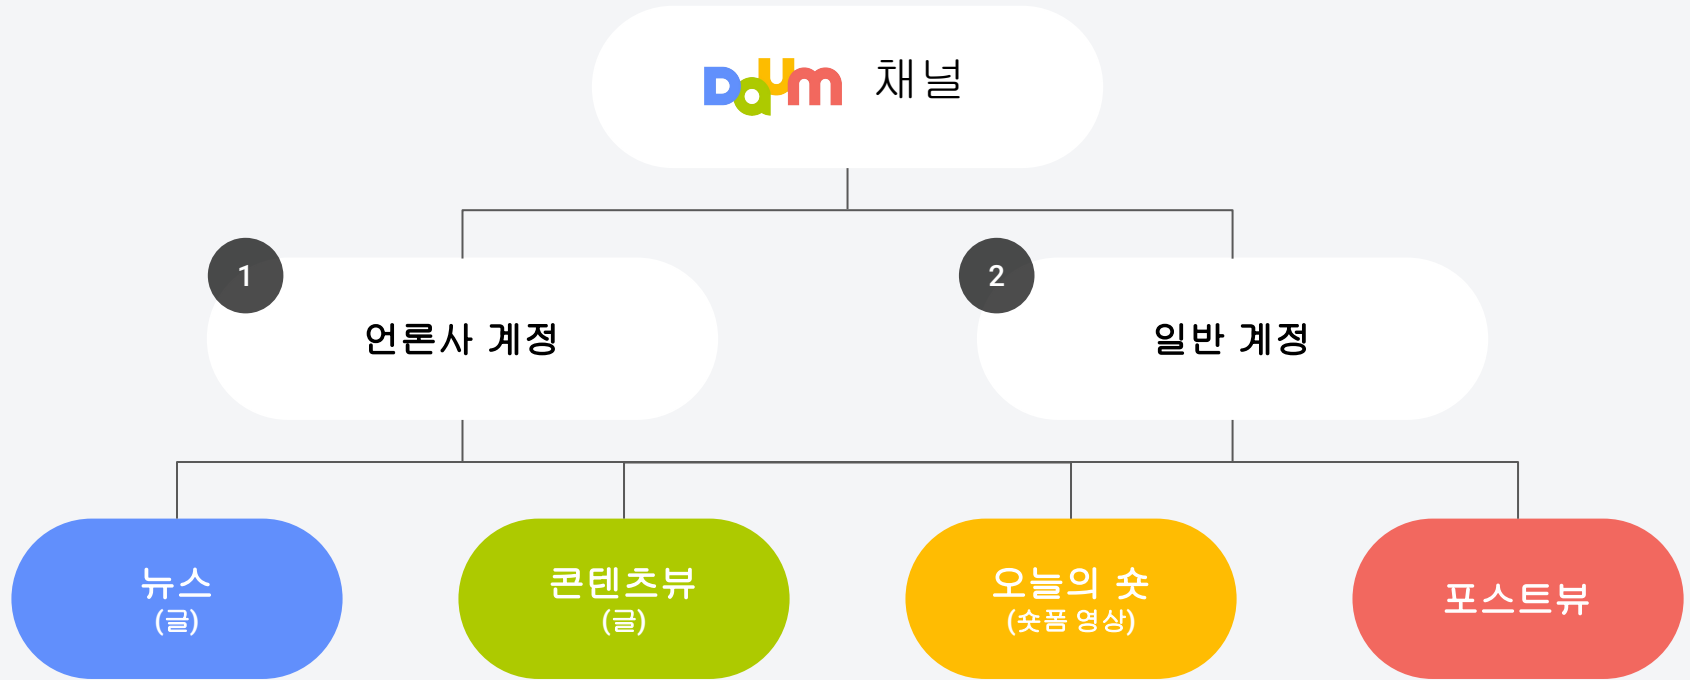 Daum 채널
1
언론사 계정
2
일반 계정
뉴스
(글)
콘텐츠뷰
(글)
오늘의 숏
(숏폼 영상)
포스트뷰